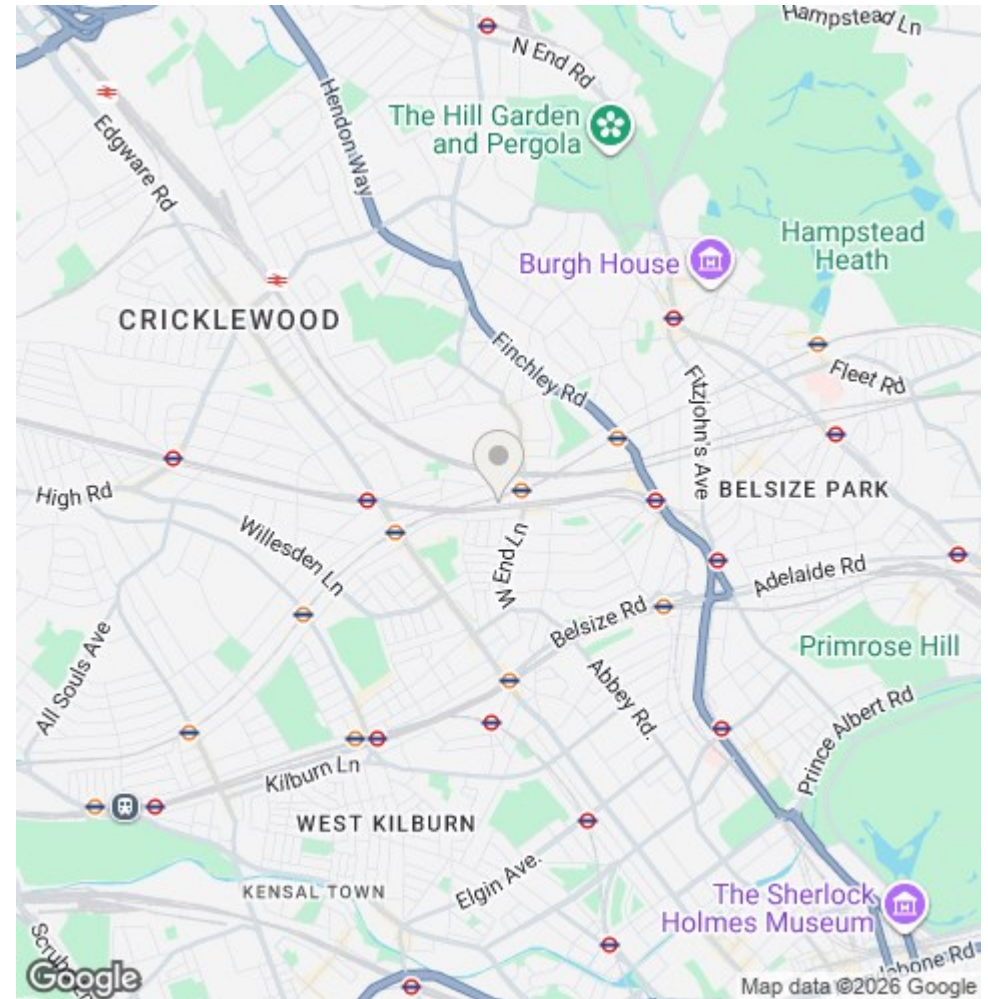 Hampstead Ln
N End Rd
The Hill Garden
and Pergola
Hendon Way
Edgware Rd
Hampstead
Heath
Burgh House
CRICKLEWOOD
Finchley Rd
Fitzjohn's Ave
Fleet Rd
High Rd
BELSIZE PARK
Willesden Ln
W End Ln
Adelaide Rd
Belsize Rd
Primrose Hill
All Souls Ave
Abbey Rd.
Prince Albert Rd
Kilburn Ln
WEST KILBURN
Elgin Ave.
KENSAL TOWN
The Sherlock
Holmes Museum
Google
Map data ©2026 Google